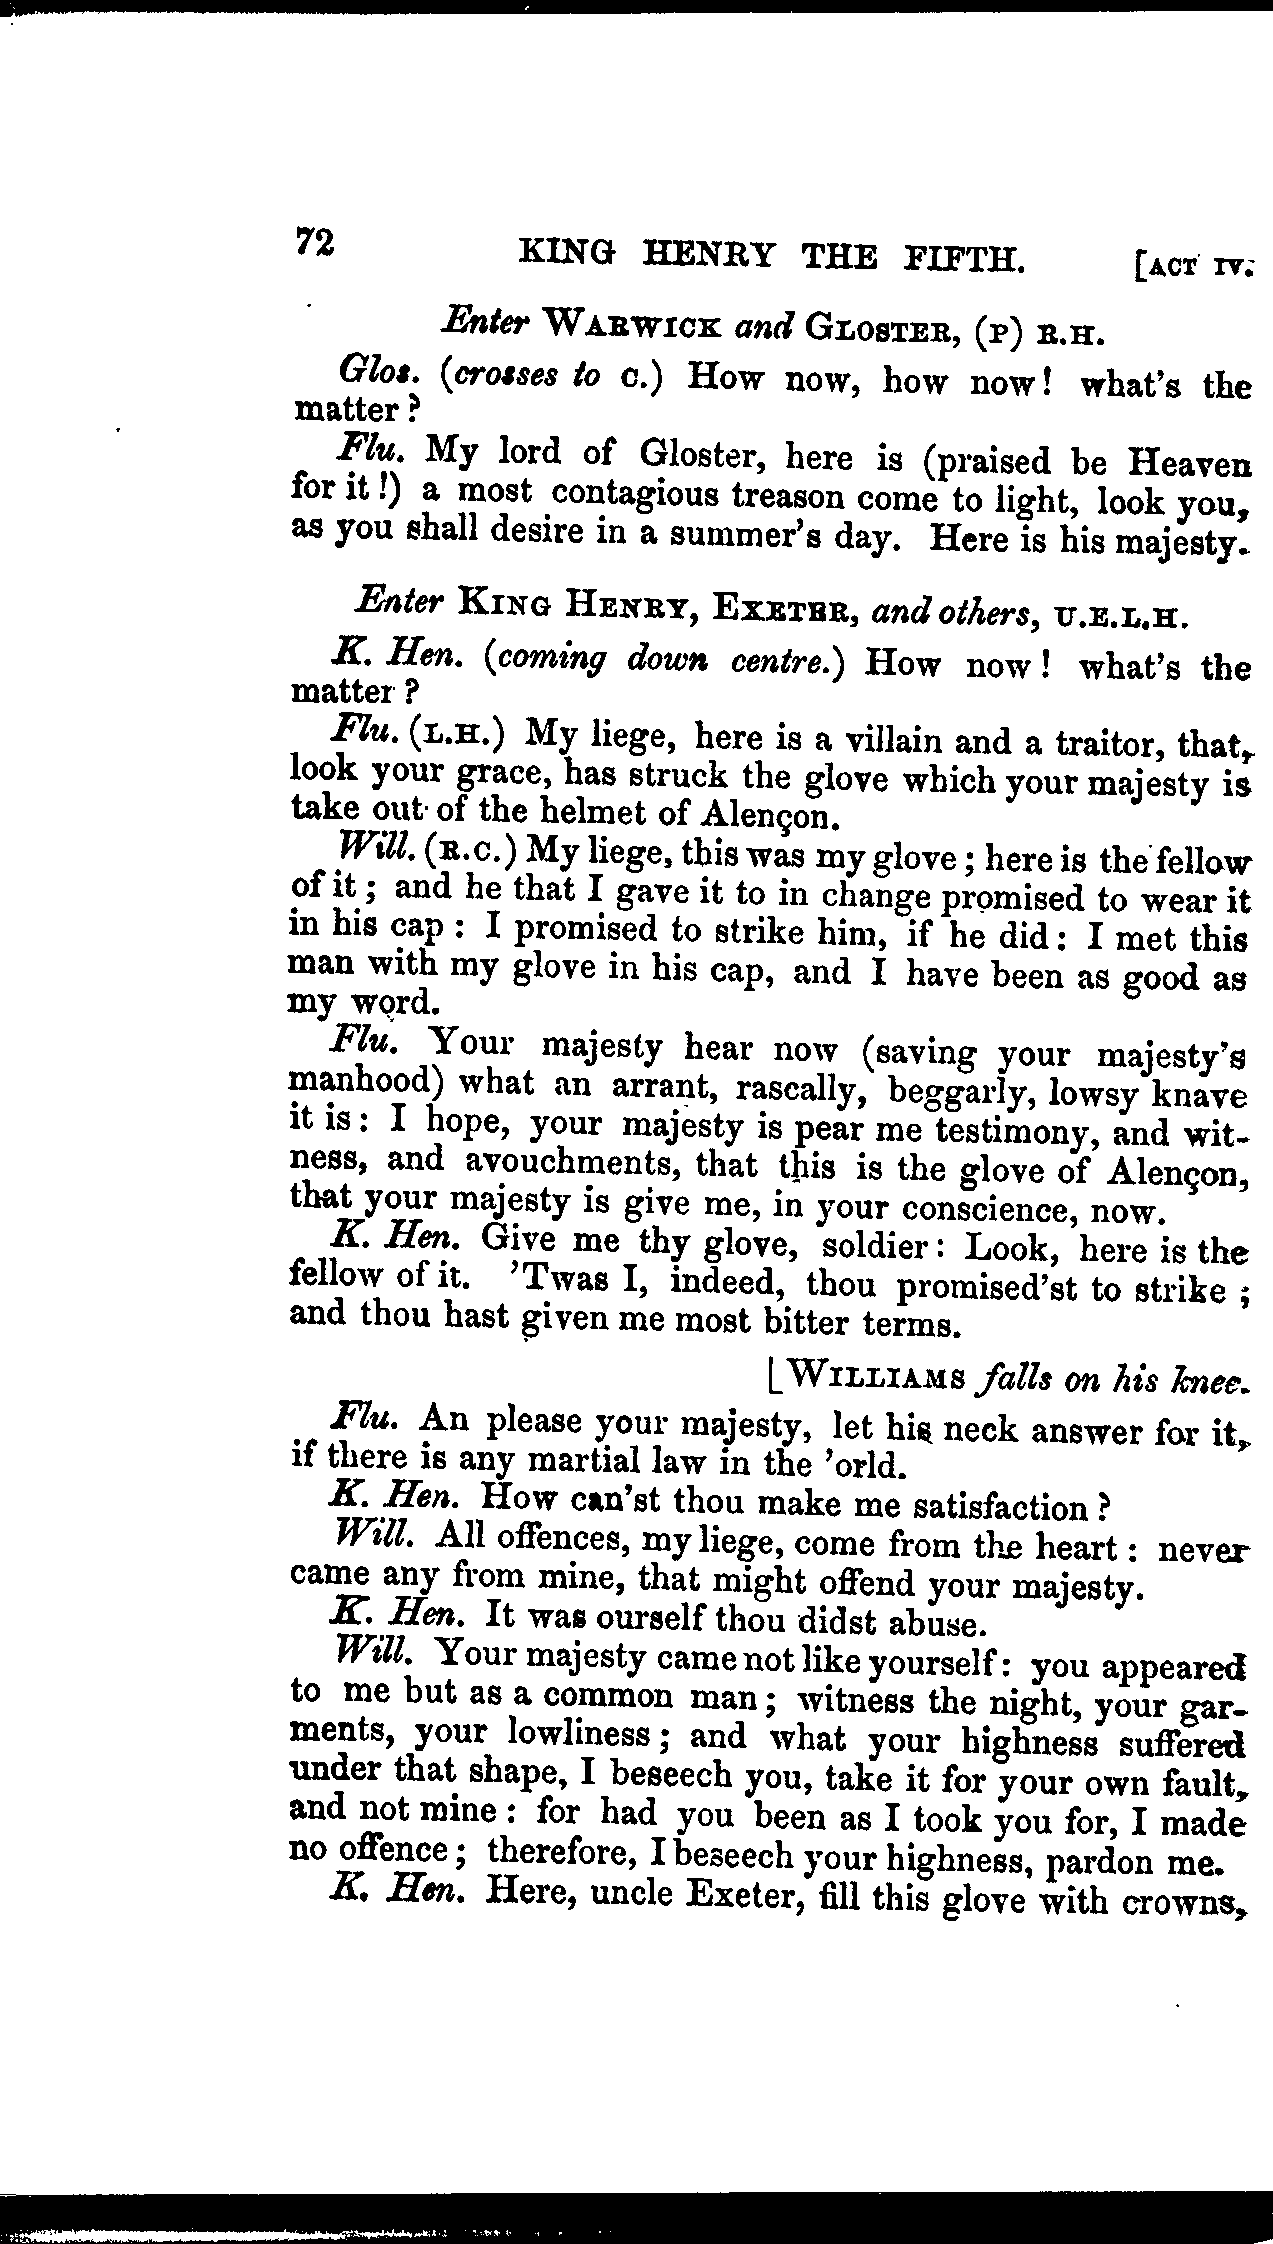 72 KING HENRY THE FIFTH. [ACT IV.
Enter WARWICK and GLOSTER, (P) R.H.
Glos. (crosses to C.) How now, how now! what's the
matter?
Flu. My lord of Gloster, here is (praised be Heaven
for it!) a most contagious treason come to light, look you,
as you shall desire in a summer's day. Here is his majesty.
Enter KING HENRY, EXETER, and others, U.E.L.H.
K. Hen. (coming down centre.) How now! what's the
matter?
Flu. (L.H.) My liege, here is a villain and a traitor, that,
look your grace, has struck the glove which your majesty is
take out of the helmet of Alençon.
Will. (R.C.) My liege, this was my glove; here is the fellow
of it; and he that I gave it to in change promised to wear it
in his cap: I promised to strike him, if he did: I met this
man with my glove in his cap, and I have been as good as
my word.
Flu. Your majesty hear now (saving your majesty's
manhood) what an arrant, rascally, beggarly, lowsy knave
it is: I hope, your majesty is pear me testimony, and wit-
ness, and avouchments, that this is the glove of Alençon,
that your majesty is give me, in your conscience, now.
K. Hen. Give me thy glove, soldier: Look, here is the
fellow of it. 'Twas I, indeed, thou promised'st to strike;
and thou hast given me most bitter terms.
[WILLIAMS falls on his knee.
Flu. An please your majesty, let his neck answer for it,
if there is any martial law in the 'orld.
K. Hen. How can'st thou make me satisfaction?
Will. All offences, my liege, come from the heart: never
came any from mine, that might offend your majesty.
K. Hen. It was ourself thou didst abuse.
Will. Your majesty came not like yourself: you appeared
to me but as a common man; witness the night, your gar-
ments, your lowliness; and what your highness suffered
under that shape, I beseech you, take it for your own fault,
and not mine: for had you been as I took you for, I made
no offence; therefore, I beseech your highness, pardon me.
K. Hen. Here, uncle Exeter, fill this glove with crowns,